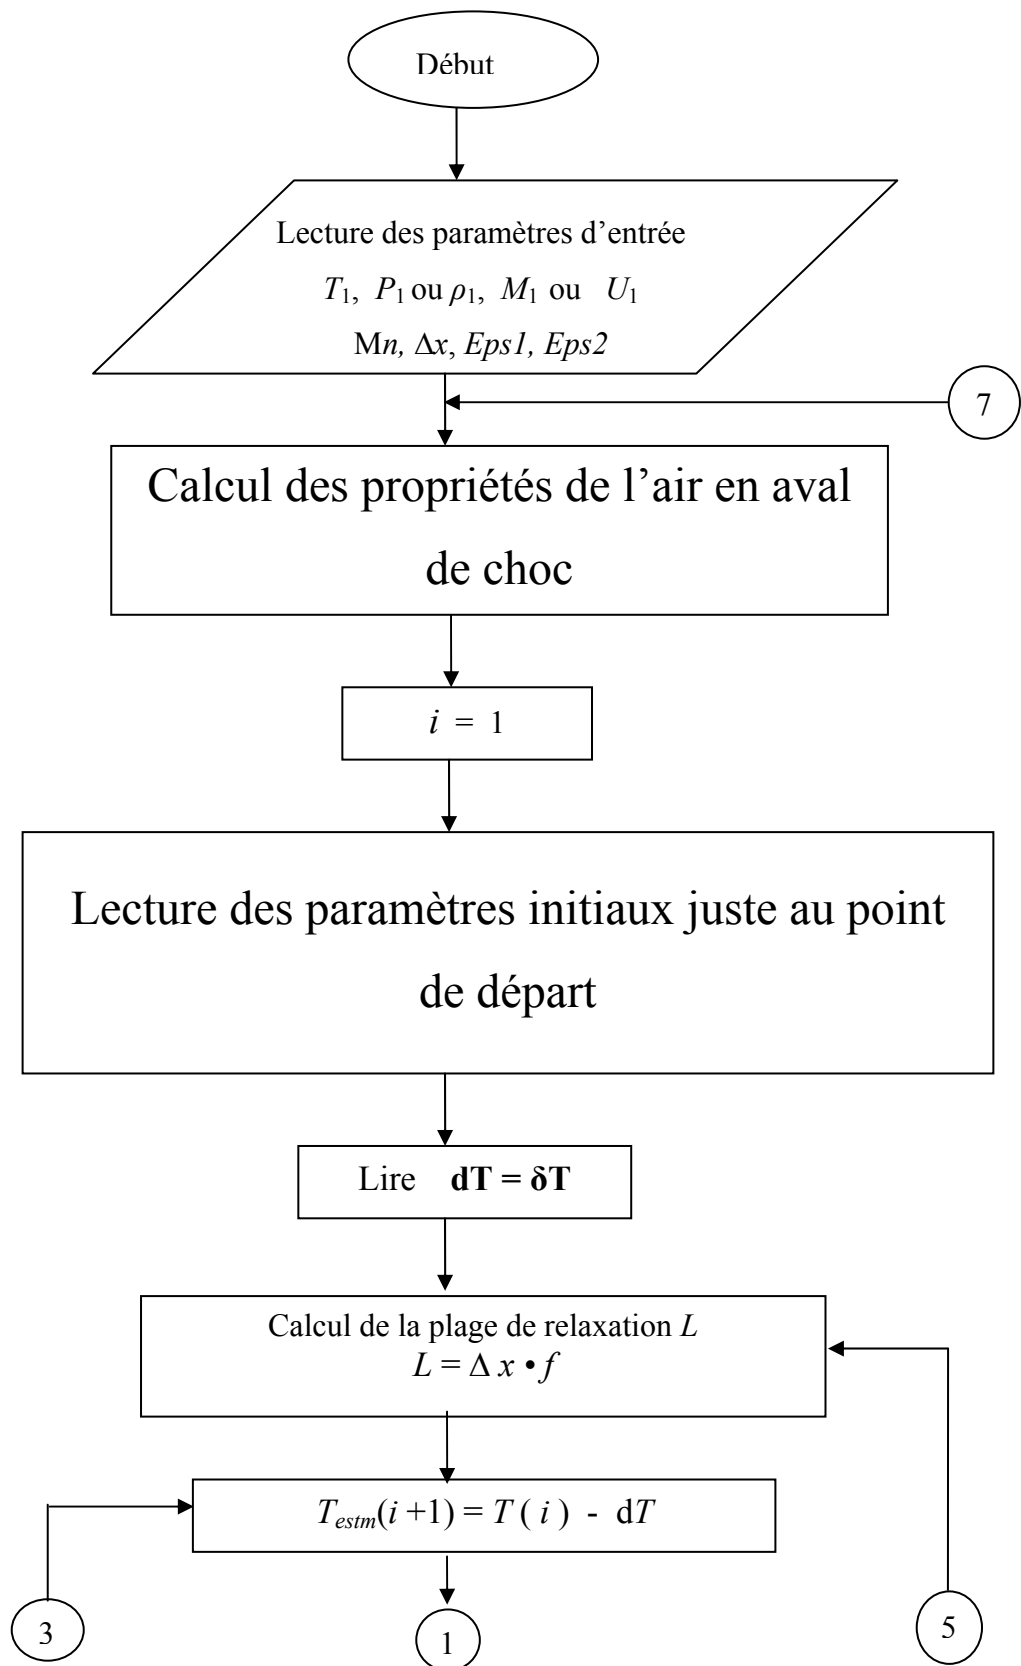 Début
Lecture des paramètres d’entrée
T₁, P₁ ou ρ₁, M₁ ou U₁
Mn, Δx, Eps1, Eps2
7
Calcul des propriétés de l’air en aval
de choc
i = 1
Lecture des paramètres initiaux juste au point
de départ
Lire dT = δT
Calcul de la plage de relaxation L
L = Δ x • f
T_estm(i +1) = T ( i ) - dT
3
1
5